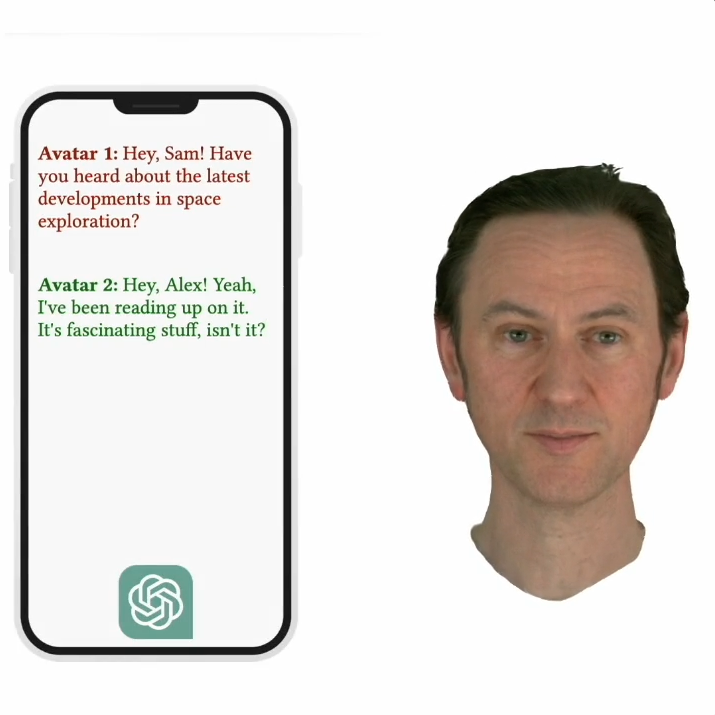 Avatar 1: Hey, Sam! Have
you heard about the latest
developments in space
exploration?
Avatar 2: Hey, Alex! Yeah,
I've been reading up on it.
It's fascinating stuff, isn't it?